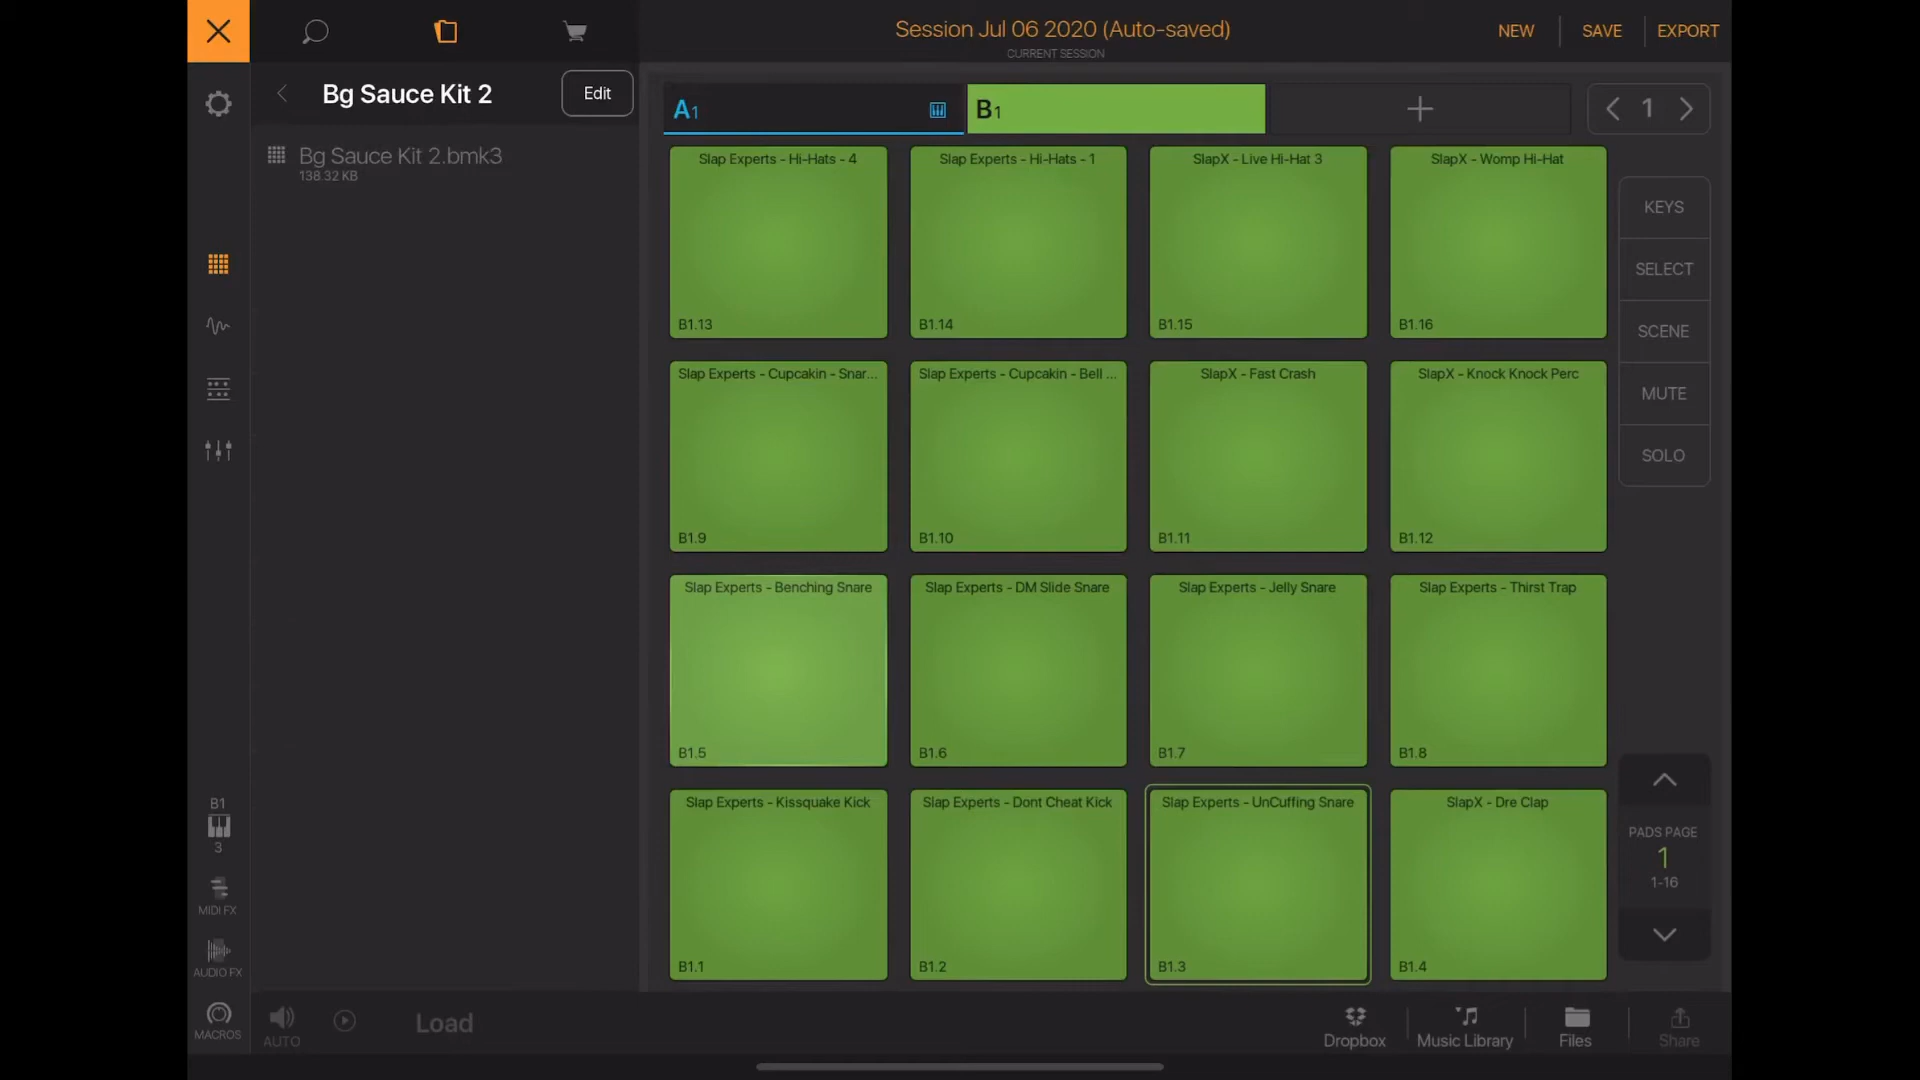 Session Jul 06 2020 (Auto-saved)
CURRENT SESSION
NEW
SAVE
EXPORT
Bg Sauce Kit 2
Edit
Bg Sauce Kit 2.bmk3
138.32 KB
A1
B1
1
Slap Experts - Hi-Hats - 4
B1.13
Slap Experts - Hi-Hats - 1
B1.14
SlapX - Live Hi-Hat 3
B1.15
SlapX - Womp Hi-Hat
B1.16
Slap Experts - Cupcakin - Snar...
B1.9
Slap Experts - Cupcakin - Bell ...
B1.10
SlapX - Fast Crash
B1.11
SlapX - Knock Knock Perc
B1.12
Slap Experts - Benching Snare
B1.5
Slap Experts - DM Slide Snare
B1.6
Slap Experts - Jelly Snare
B1.7
Slap Experts - Thirst Trap
B1.8
Slap Experts - Kissquake Kick
B1.1
Slap Experts - Dont Cheat Kick
B1.2
Slap Experts - UnCuffing Snare
B1.3
SlapX - Dre Clap
B1.4
KEYS
SELECT
SCENE
MUTE
SOLO
PADS PAGE
1
1-16
B1
3
MIDI FX
AUDIO FX
MACROS
AUTO
Load
Dropbox
Music Library
Files
Share